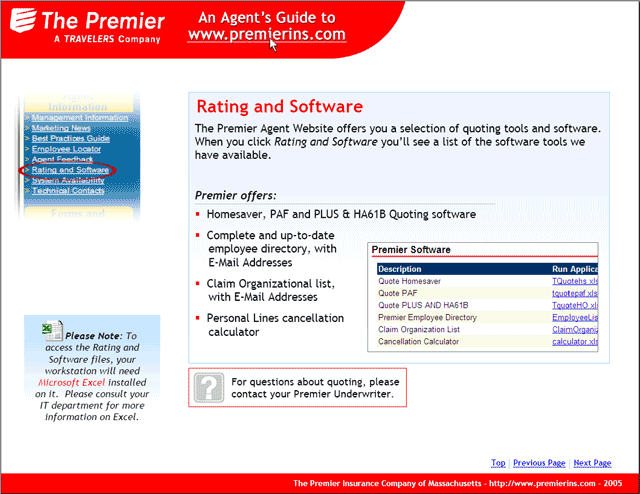 The Premier
A TRAVELERS Company
An Agent's Guide to
www.premierins.com
Agent
Information
> Management Information
> Marketing News
> Best Practices Guide
> Employee Locator
> Agent Feedback
> Rating and Software
> System Availability
> Technical Contacts
Forms and
Rating and Software
The Premier Agent Website offers you a selection of quoting tools and software.
When you click Rating and Software you'll see a list of the software tools we
have available.
Premier offers:
Homesaver, PAF and PLUS & HA61B Quoting software
Complete and up-to-date
employee directory, with
E-Mail Addresses
Claim Organizational list,
with E-Mail Addresses
Personal Lines cancellation
calculator
Premier Software
Description Run Applica
Quote Homesaver TQuotehs.xls
Quote PAF tquotepaf.xls
Quote PLUS AND HA61B TquoteHO.xl
Premier Employee Directory EmployeeLis
Claim Organization List ClaimOrganiz
Cancellation Calculator calculator.xls
Please Note: To
access the Rating and
Software files, your
workstation will need
Microsoft Excel installed
on it. Please consult your
IT department for more
information on Excel.
? For questions about quoting, please
contact your Premier Underwriter.
Top | Previous Page | Next Page
The Premier Insurance Company of Massachusetts - http://www.premierins.com - 2005